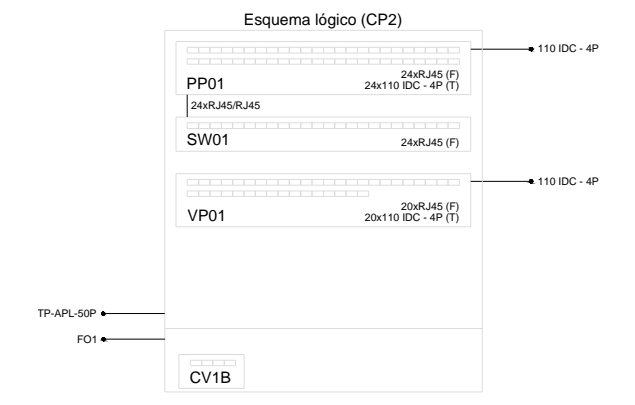 Esquema lógico (CP2)
110 IDC - 4P
24xRJ45 (F)
PP01
24x110 IDC - 4P (T)
24xRJ45/RJ45
SW01
24xRJ45 (F)
110 IDC - 4P
20xRJ45 (F)
VP01
20x110 IDC - 4P (T)
TP-APL-50P
FO1
CV1B